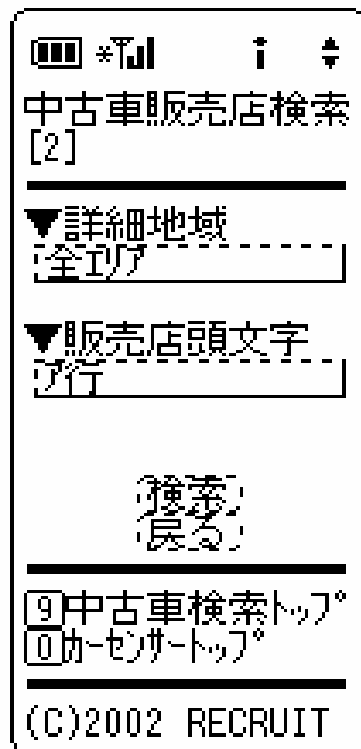 中古車販売店検索
[2]
▼詳細地域
全ｴﾘｱ
▼販売店頭文字
ｱ行
検索
戻る
9中古車検索ﾄｯﾌﾟ
0ｶｰｾﾝｻｰﾄｯﾌﾟ
(C)2002 RECRUIT